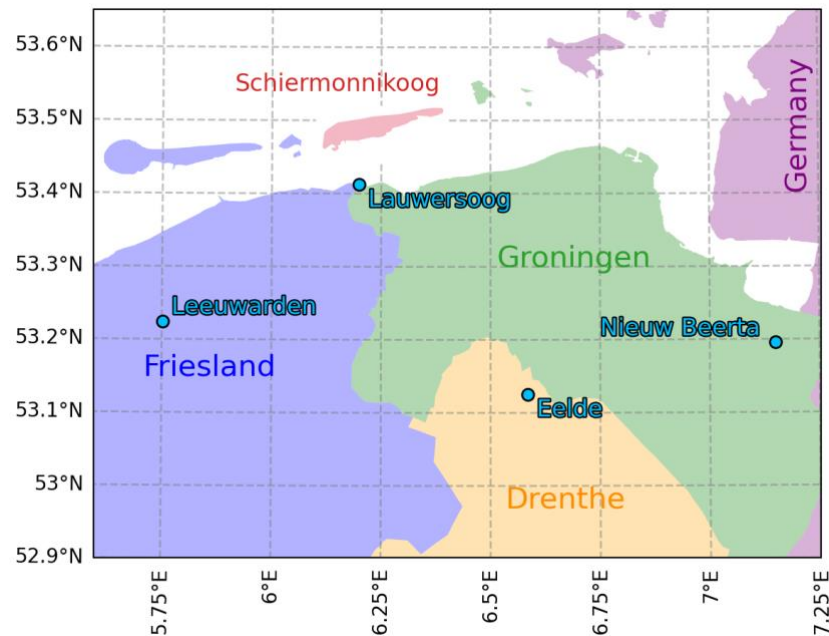 53.6°N
53.5°N
53.4°N
53.3°N
53.2°N
53.1°N
53°N
52.9°N
Schiermonnikoog
Germany
Lauwersoog
Groningen
Leeuwarden
Nieuw Beerta
Friesland
Eelde
Drenthe
5.75°E
6°E
6.25°E
6.5°E
6.75°E
7°E
7.25°E